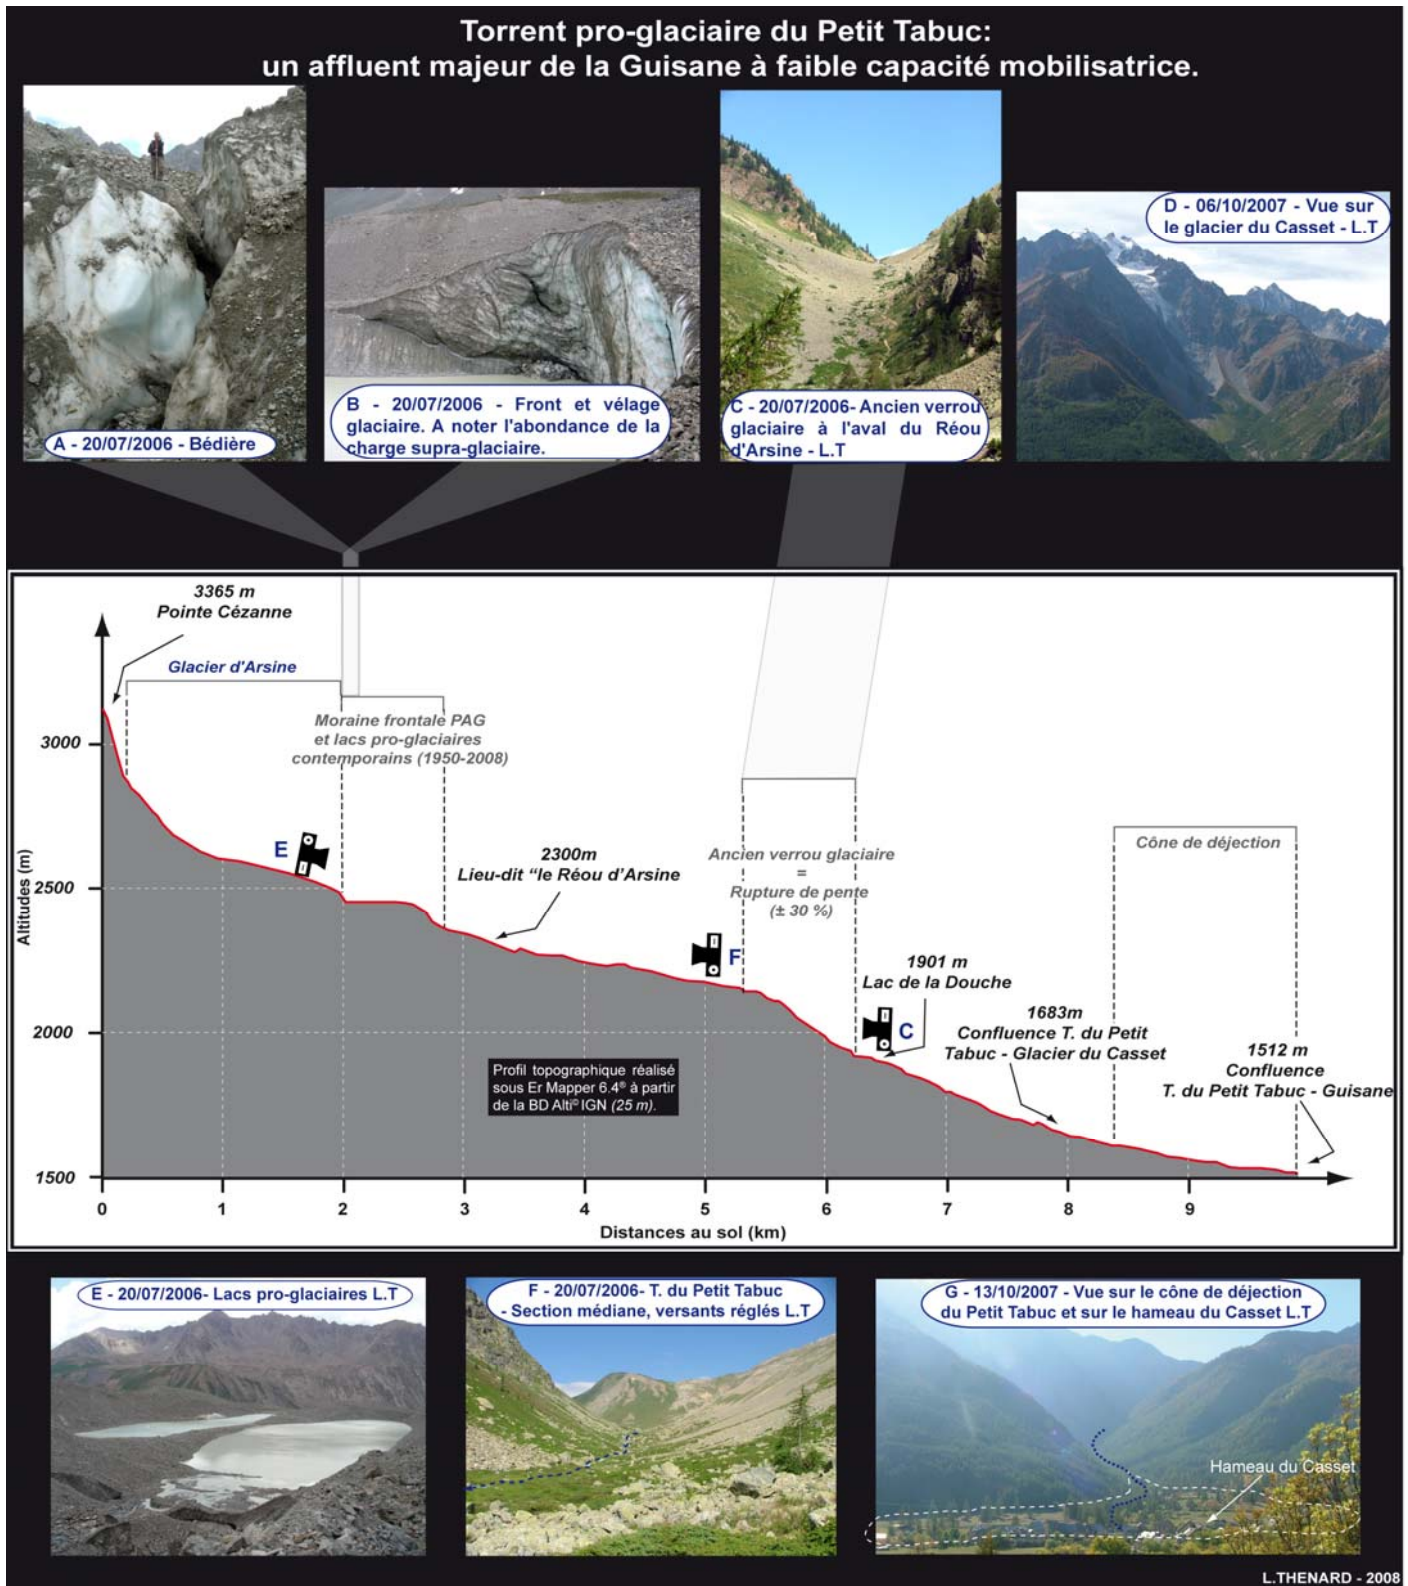 Torrent pro-glaciaire du Petit Tabuc:
un affluent majeur de la Guisane à faible capacité mobilisatrice.
A - 20/07/2006 - Bédière
B - 20/07/2006 - Front et vélage
glaciaire. A noter l'abondance de la
charge supra-glaciaire.
C - 20/07/2006- Ancien verrou
glaciaire à l'aval du Réou
d'Arsine - L.T
D - 06/10/2007 - Vue sur
le glacier du Casset - L.T
3365 m
Pointe Cézanne
Glacier d'Arsine
Moraine frontale PAG
et lacs pro-glaciaires
contemporains (1950-2008)
E
2300m
Lieu-dit “le Réou d'Arsine
Ancien verrou glaciaire
=
Rupture de pente
(± 30 %)
F
Cône de déjection
1901 m
Lac de la Douche
C
1683m
Confluence T. du Petit
Tabuc - Glacier du Casset
1512 m
Confluence
T. du Petit Tabuc - Guisane
Profil topographique réalisé
sous Er Mapper 6.4® à partir
de la BD Alti© IGN (25 m).
Altitudes (m)
3000
2500
2000
1500
0 1 2 3 4 5 6 7 8 9
Distances au sol (km)
E - 20/07/2006- Lacs pro-glaciaires L.T
F - 20/07/2006- T. du Petit Tabuc
- Section médiane, versants réglés L.T
G - 13/10/2007 - Vue sur le cône de déjection
du Petit Tabuc et sur le hameau du Casset L.T
Hameau du Casset
L.THENARD - 2008